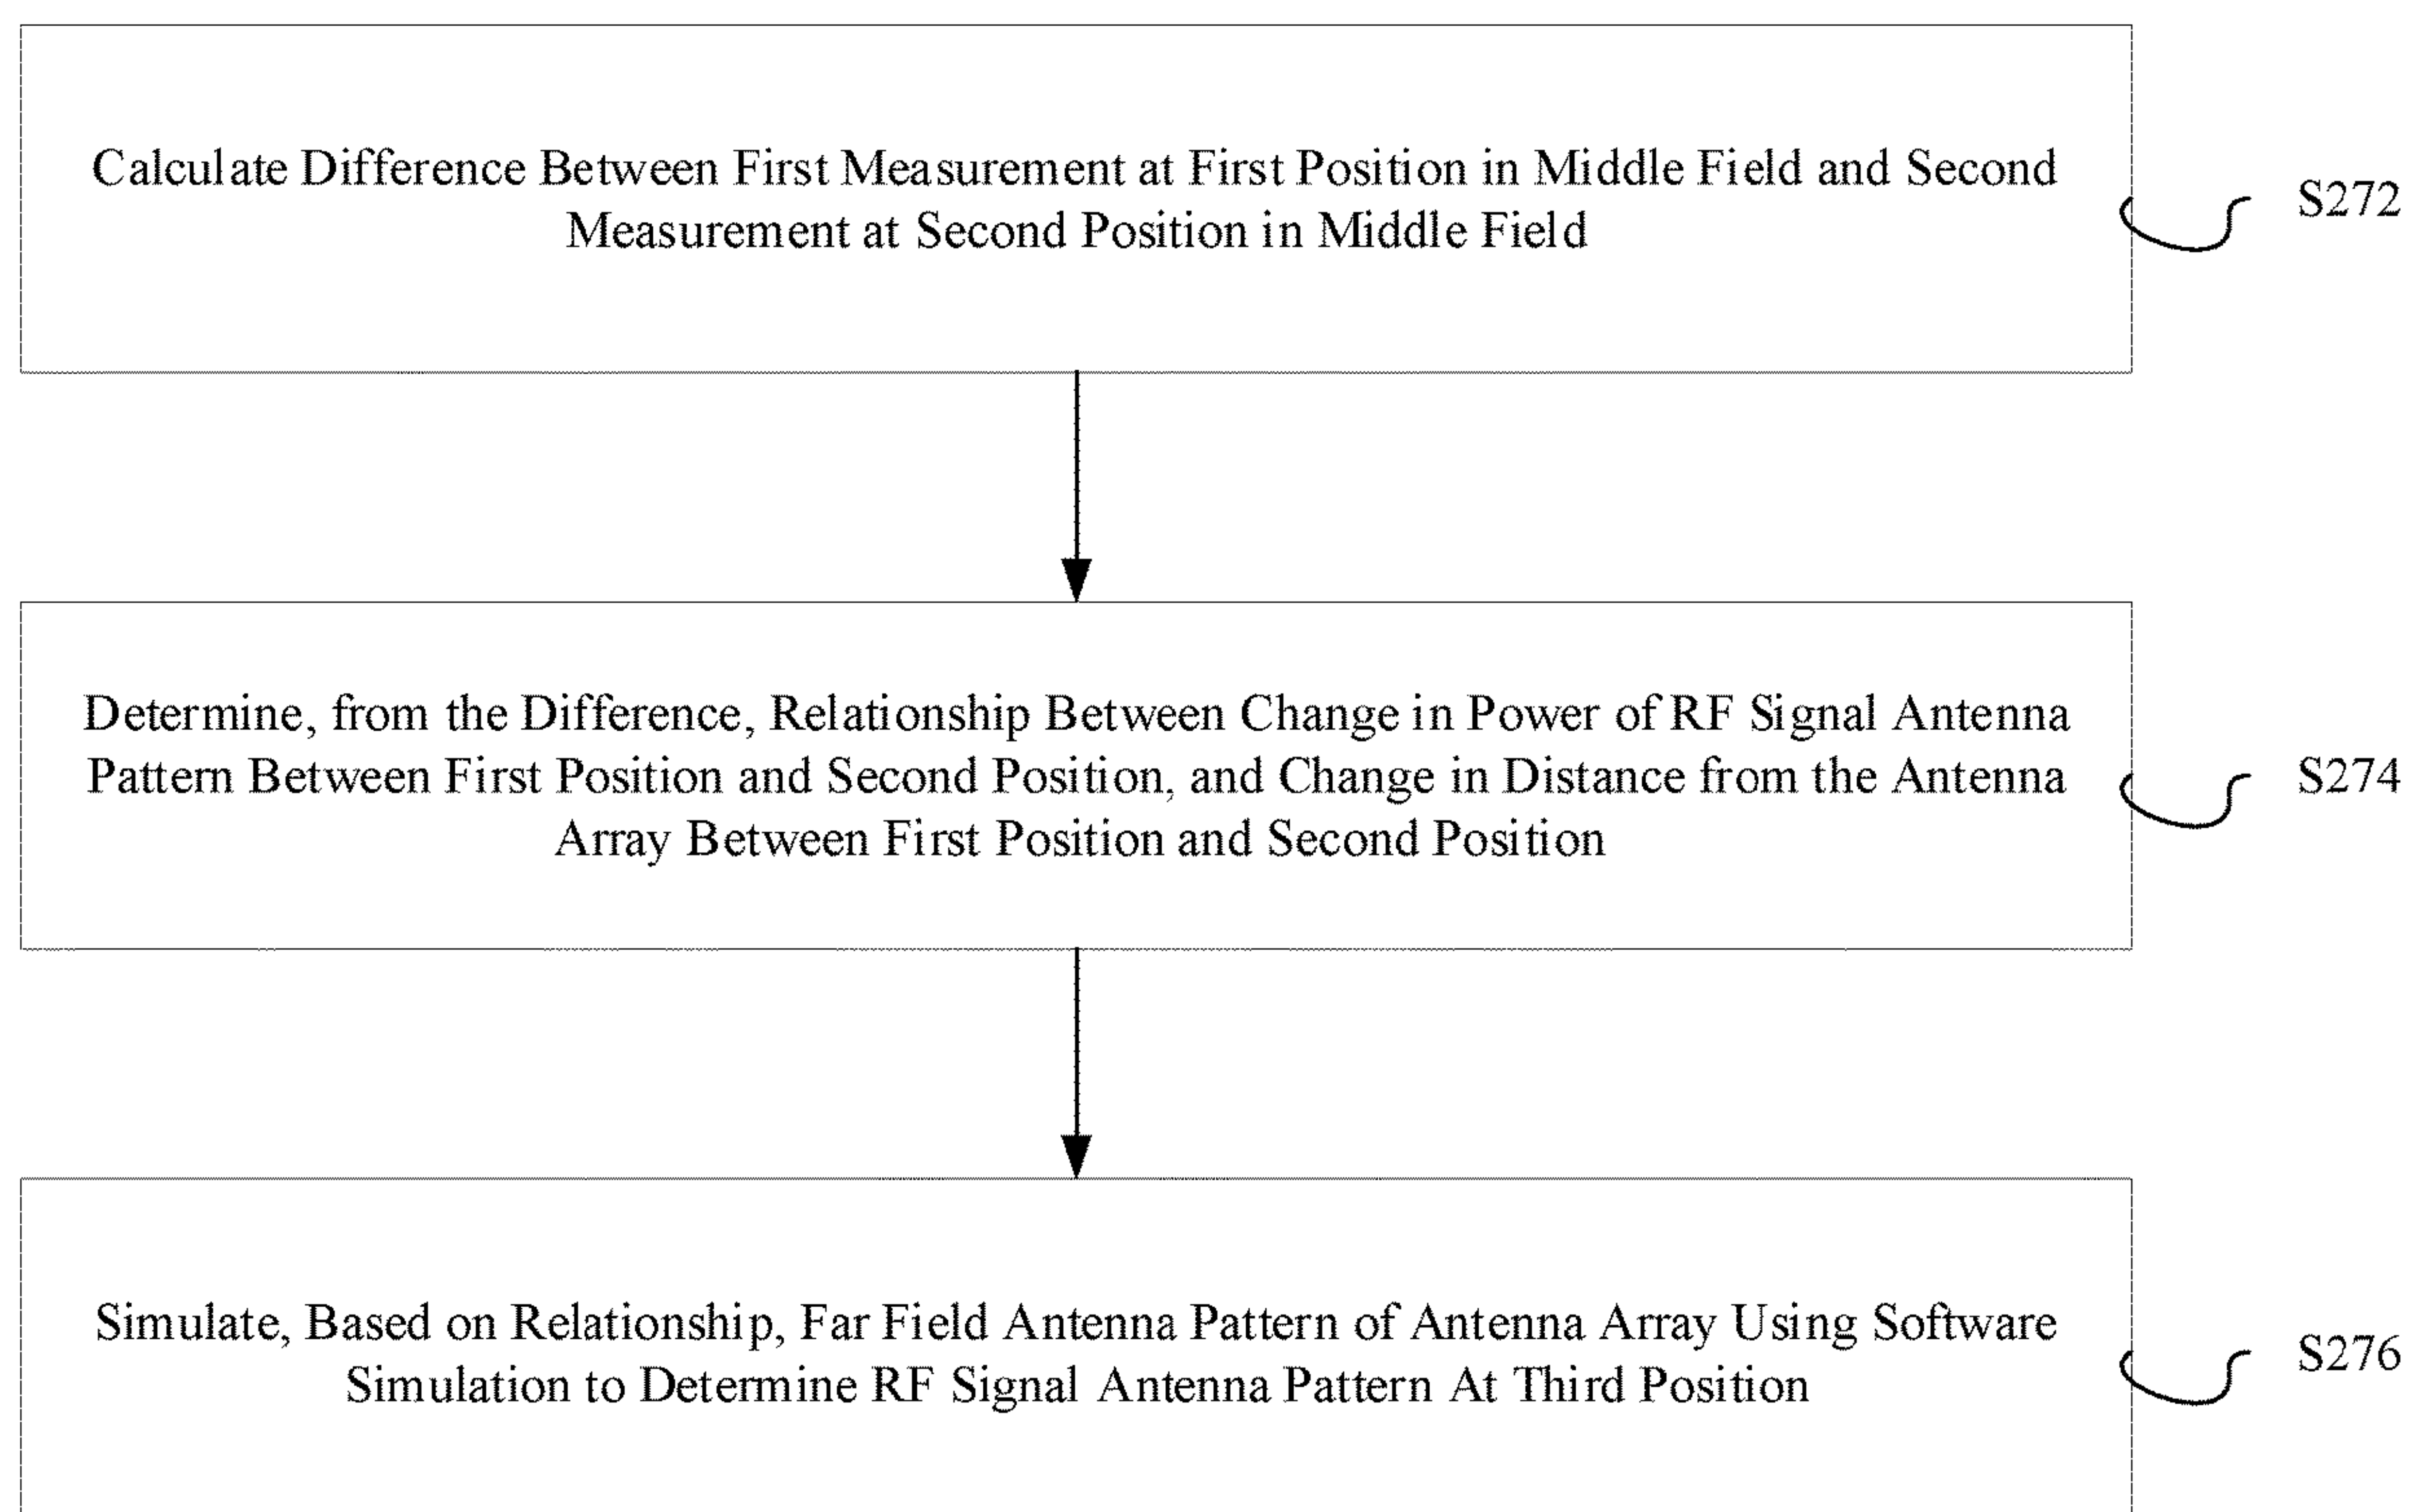 Calculate Difference Between First Measurement at First Position in Middle Field and Second
Measurement at Second Position in Middle Field
S272
Determine, from the Difference, Relationship Between Change in Power of RF Signal Antenna
Pattern Between First Position and Second Position, and Change in Distance from the Antenna
Array Between First Position and Second Position
S274
Simulate, Based on Relationship, Far Field Antenna Pattern of Antenna Array Using Software
Simulation to Determine RF Signal Antenna Pattern At Third Position
S276